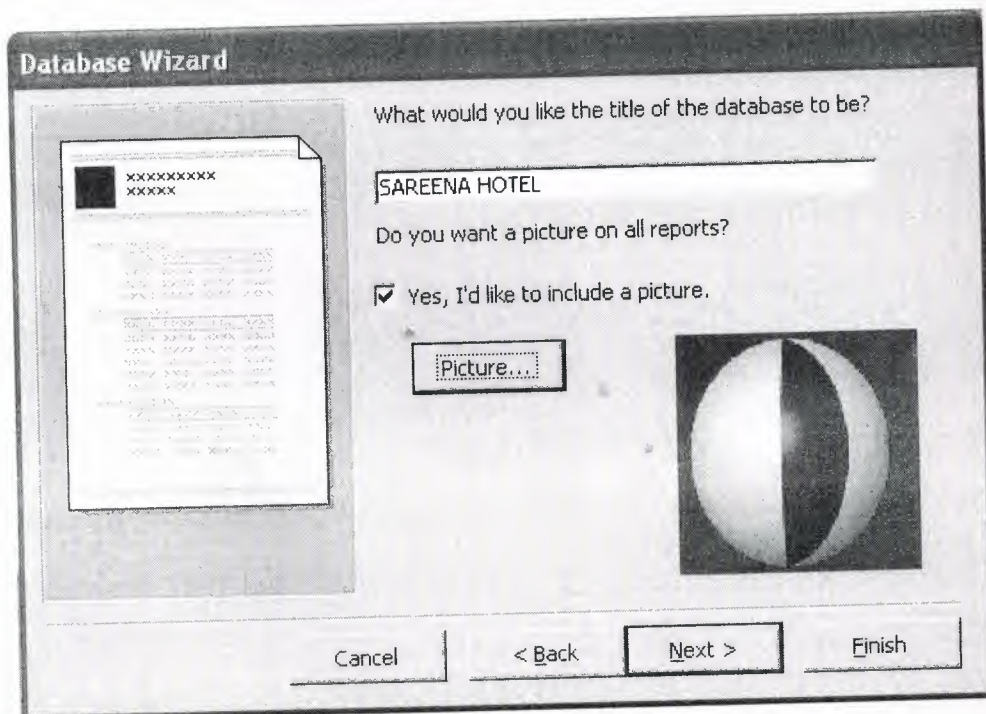 Database Wizard
What would you like the title of the database to be?
xxxxxxxxx
xxxxx
SAREENA HOTEL
Do you want a picture on all reports?
Yes, I'd like to include a picture.
Picture...
Cancel
< Back
Next >
Finish